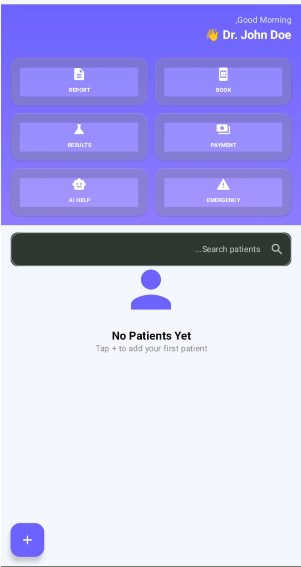 Good Morning,
Dr. John Doe 👋
REPORT
BOOK
RESULTS
PAYMENT
AI HELP
EMERGENCY
Search patients...
No Patients Yet
Tap + to add your first patient
+